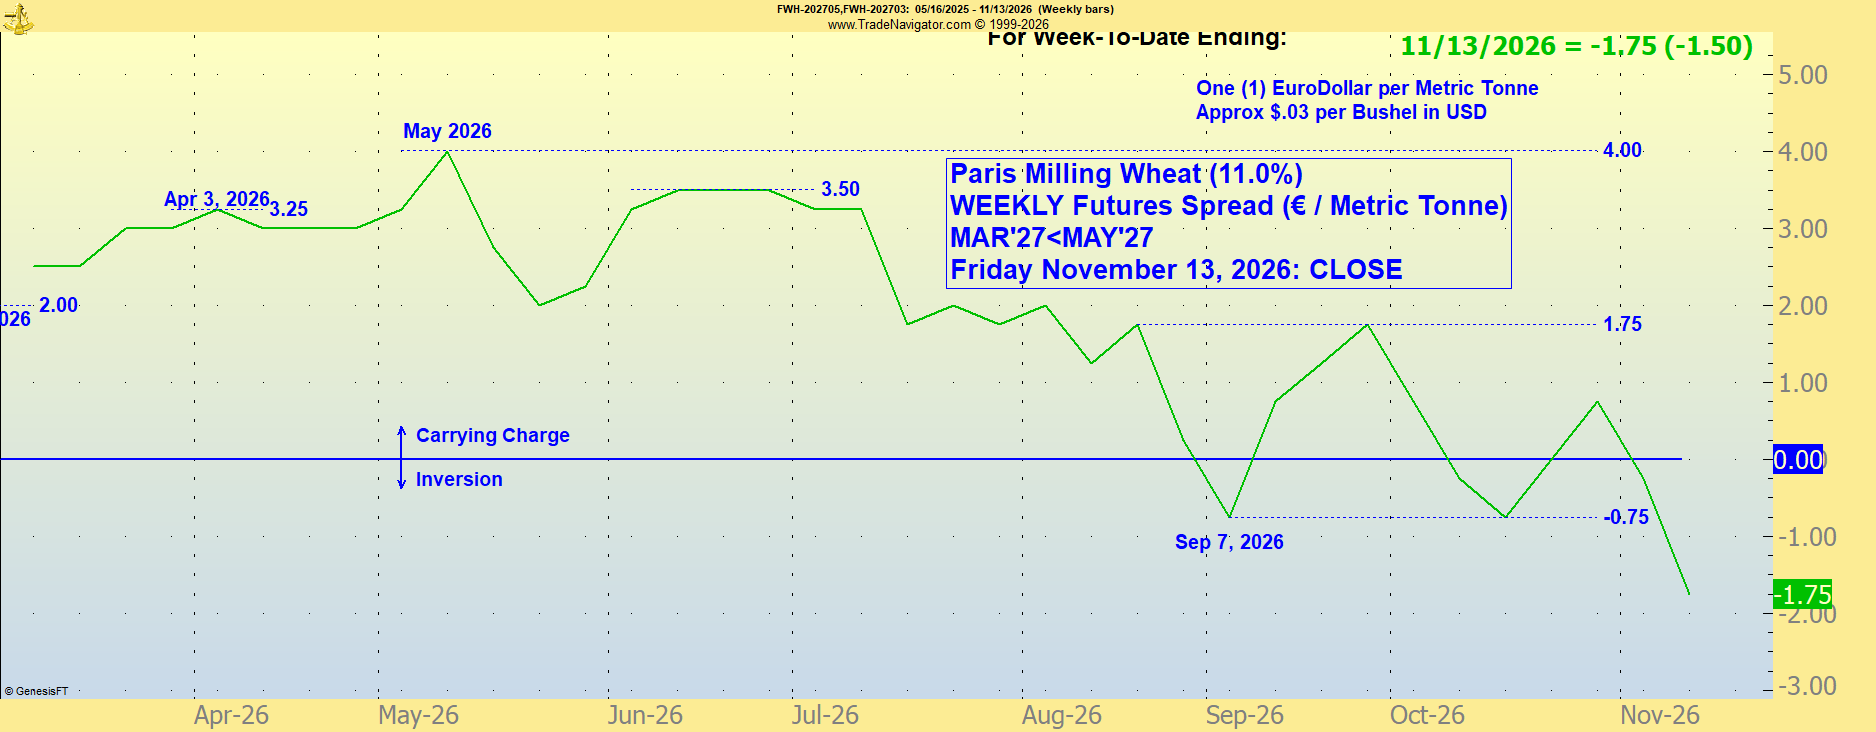 FWH-202705,FWH-202703: 05/16/2025 - 11/13/2026 (Weekly bars)
www.TradeNavigator.com © 1999-2026
For Week-To-Date Ending:
11/13/2026 = -1.75 (-1.50)
One (1) EuroDollar per Metric Tonne
Approx $.03 per Bushel in USD
May 2026
4.00
Paris Milling Wheat (11.0%)
WEEKLY Futures Spread (€ / Metric Tonne)
MAR'27<MAY'27
Friday November 13, 2026: CLOSE
Apr 3, 2026
3.25
3.50
2.00
026
1.75
Carrying Charge
Inversion
-0.75
Sep 7, 2026
5.00
4.00
3.00
2.00
1.00
0.00
-1.00
-1.75
-2.00
-3.00
© GenesisFT
Apr-26
May-26
Jun-26
Jul-26
Aug-26
Sep-26
Oct-26
Nov-26